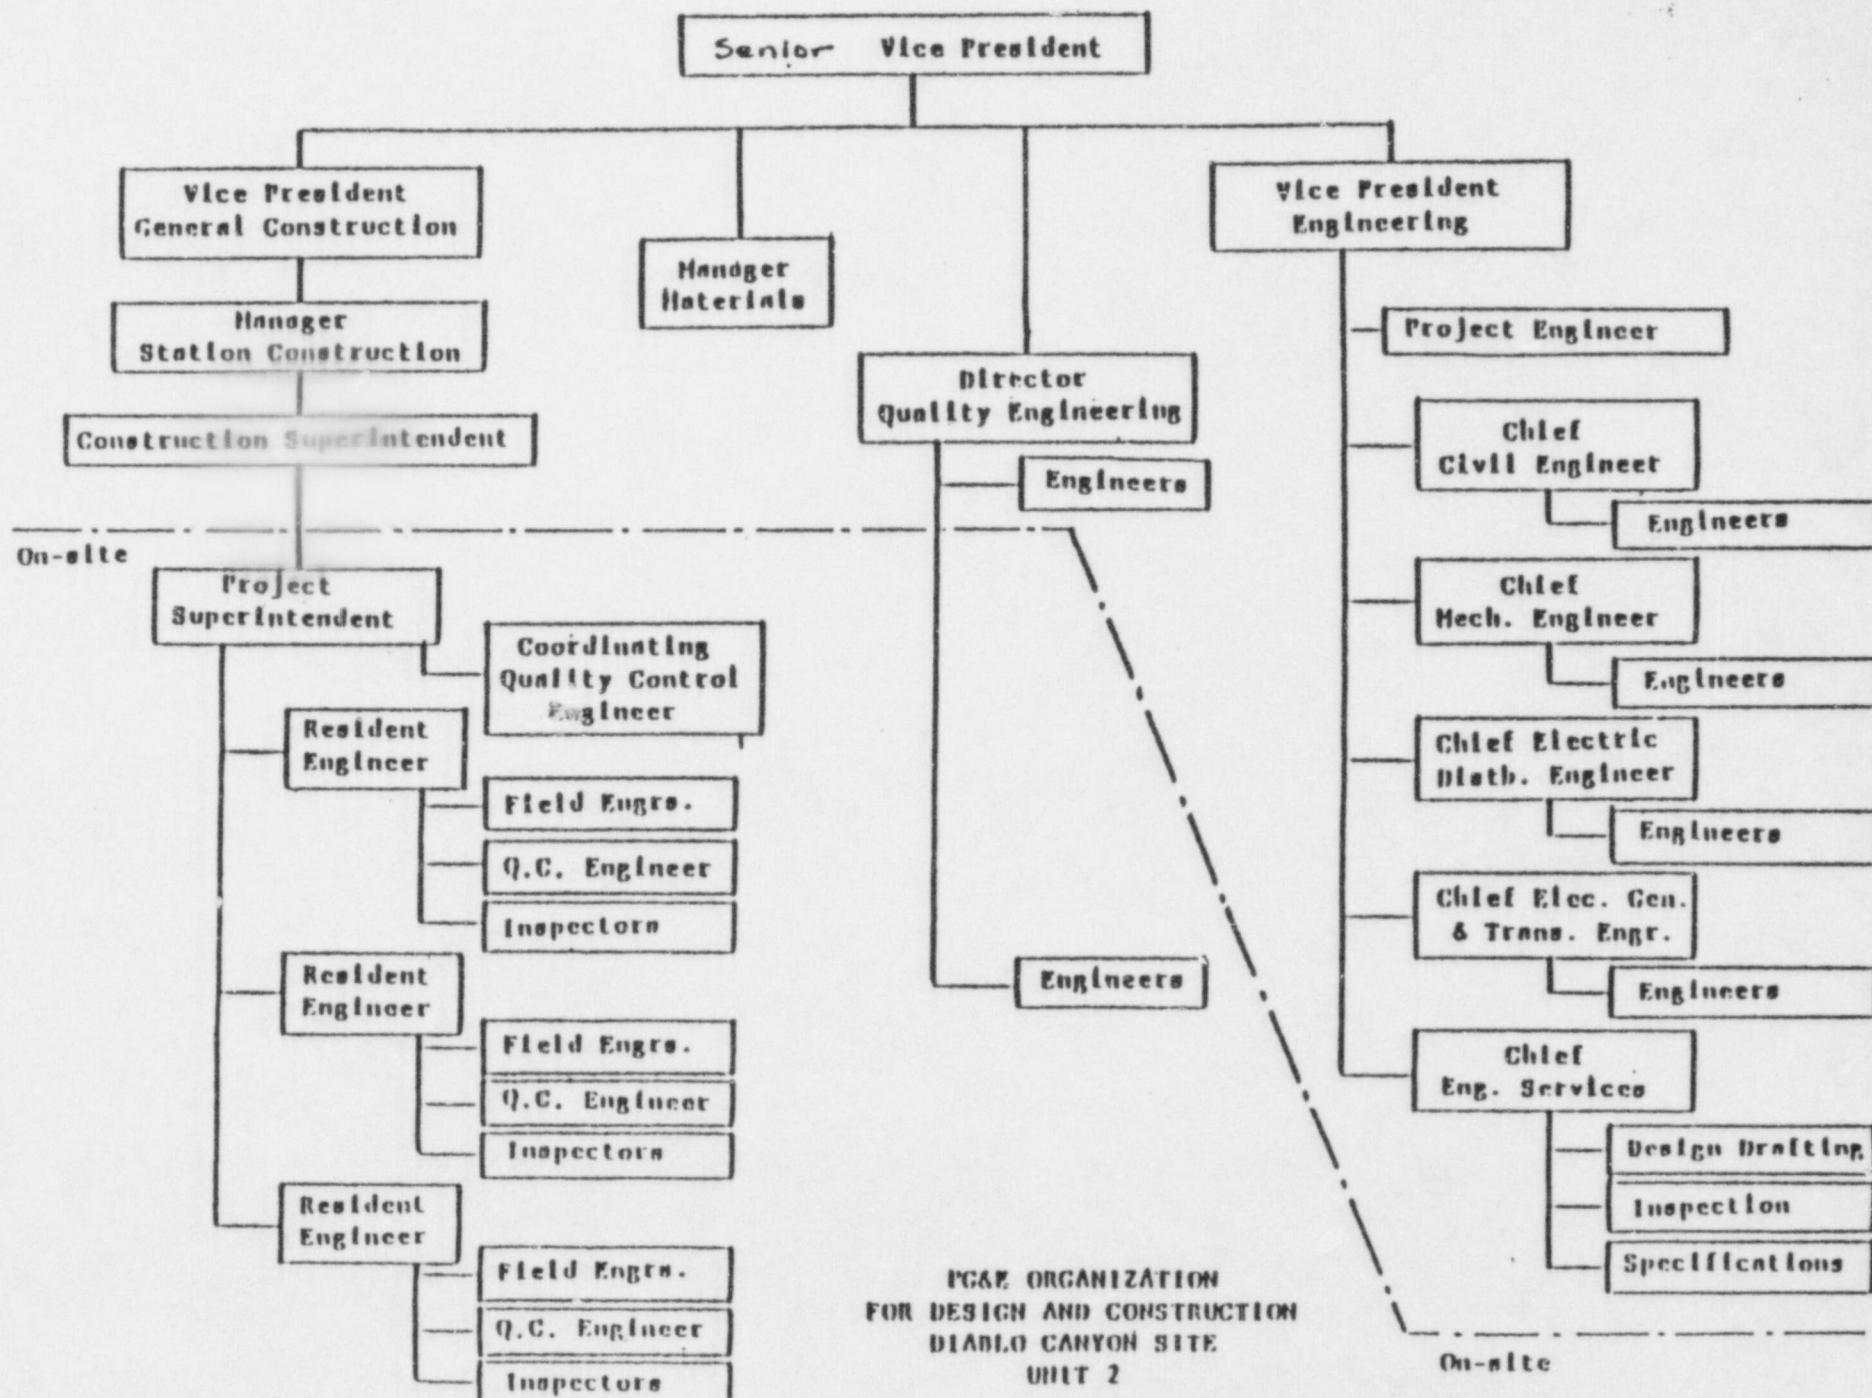 Senior Vice President
Vice President
General Construction
Manager
Station Construction
Construction Superintendent
Manager
Materials
Director
Quality Engineering
Engineers
Vice President
Engineering
Project Engineer
Chief
Civil Engineer
Engineers
Chief
Mech. Engineer
Engineers
Chief Electric
Distb. Engineer
Engineers
Chief Elec. Gen.
& Trans. Engr.
Engineers
Chief
Eng. Services
Design Drafting
Inspection
Specifications
On-site
Project
Superintendent
Coordinating
Quality Control
Engineer
Resident
Engineer
Field Engrs.
Q.C. Engineer
Inspectors
Resident
Engineer
Field Engrs.
Q.C. Engineer
Inspectors
Resident
Engineer
Field Engrs.
Q.C. Engineer
Inspectors
Engineers
PG&E ORGANIZATION
FOR DESIGN AND CONSTRUCTION
DIABLO CANYON SITE
UNIT 2
On-site